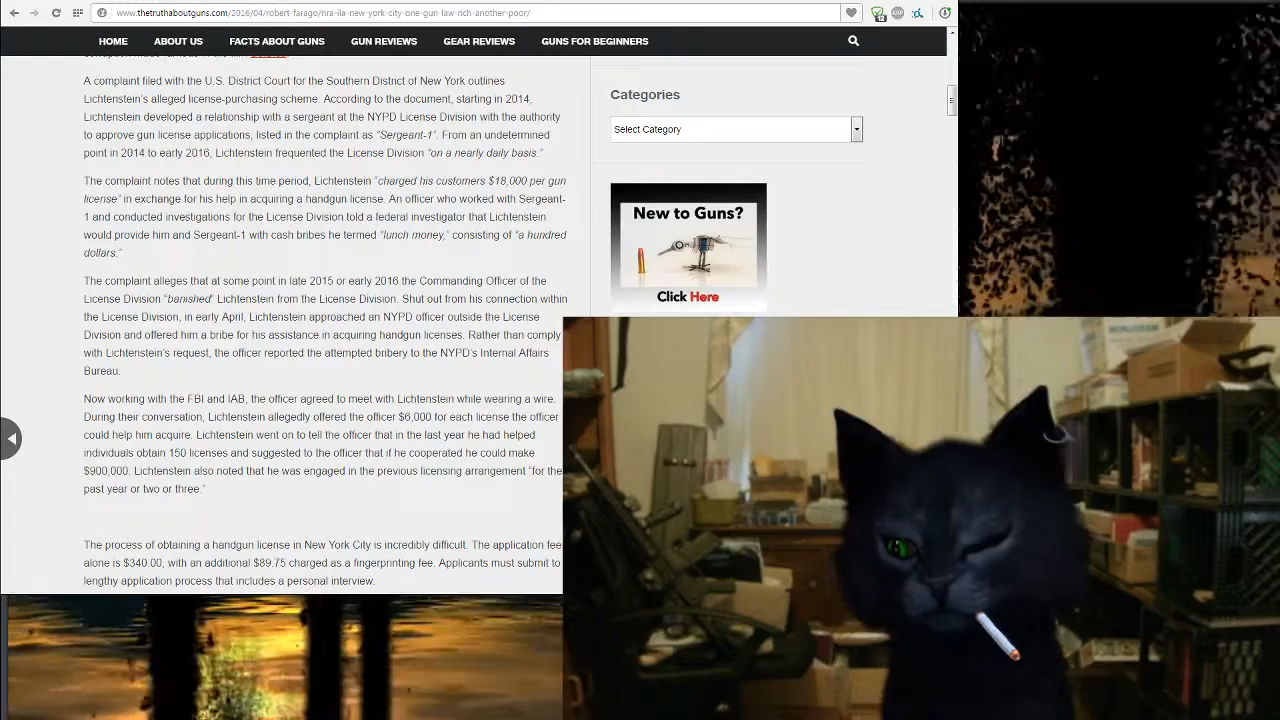 www.thetruthaboutguns.com/2016/04/robert-farago/nra-ila-new-york-city-one-gun-law-rich-another-poor/
12
ABP
HOME ABOUT US FACTS ABOUT GUNS GUN REVIEWS GEAR REVIEWS GUNS FOR BEGINNERS
A complaint filed with the U.S. District Court for the Southern District of New York outlines
Lichtenstein's alleged license-purchasing scheme. According to the document, starting in 2014,
Lichtenstein developed a relationship with a sergeant at the NYPD License Division with the authority
to approve gun license applications, listed in the complaint as "Sergeant-1". From an undetermined
point in 2014 to early 2016, Lichtenstein frequented the License Division "on a nearly daily basis."
The complaint notes that during this time period, Lichtenstein "charged his customers $18,000 per gun
license" in exchange for his help in acquiring a handgun license. An officer who worked with Sergeant-
1 and conducted investigations for the License Division told a federal investigator that Lichtenstein
would provide him and Sergeant-1 with cash bribes he termed "lunch money," consisting of "a hundred
dollars."
The complaint alleges that at some point in late 2015 or early 2016 the Commanding Officer of the
License Division "banished" Lichtenstein from the License Division. Shut out from his connection within
the License Division, in early April, Lichtenstein approached an NYPD officer outside the License
Division and offered him a bribe for his assistance in acquiring handgun licenses. Rather than comply
with Lichtenstein's request, the officer reported the attempted bribery to the NYPD's Internal Affairs
Bureau.
Now working with the FBI and IAB, the officer agreed to meet with Lichtenstein while wearing a wire.
During their conversation, Lichtenstein allegedly offered the officer $6,000 for each license the officer
could help him acquire. Lichtenstein went on to tell the officer that in the last year he had helped
individuals obtain 150 licenses and suggested to the officer that if he cooperated he could make
$900,000. Lichtenstein also noted that he was engaged in the previous licensing arrangement "for the
past year or two or three."
The process of obtaining a handgun license in New York City is incredibly difficult. The application fee
alone is $340.00, with an additional $89.75 charged as a fingerprinting fee. Applicants must submit to
lengthy application process that includes a personal interview.
Categories
Select Category
New to Guns?
Click Here